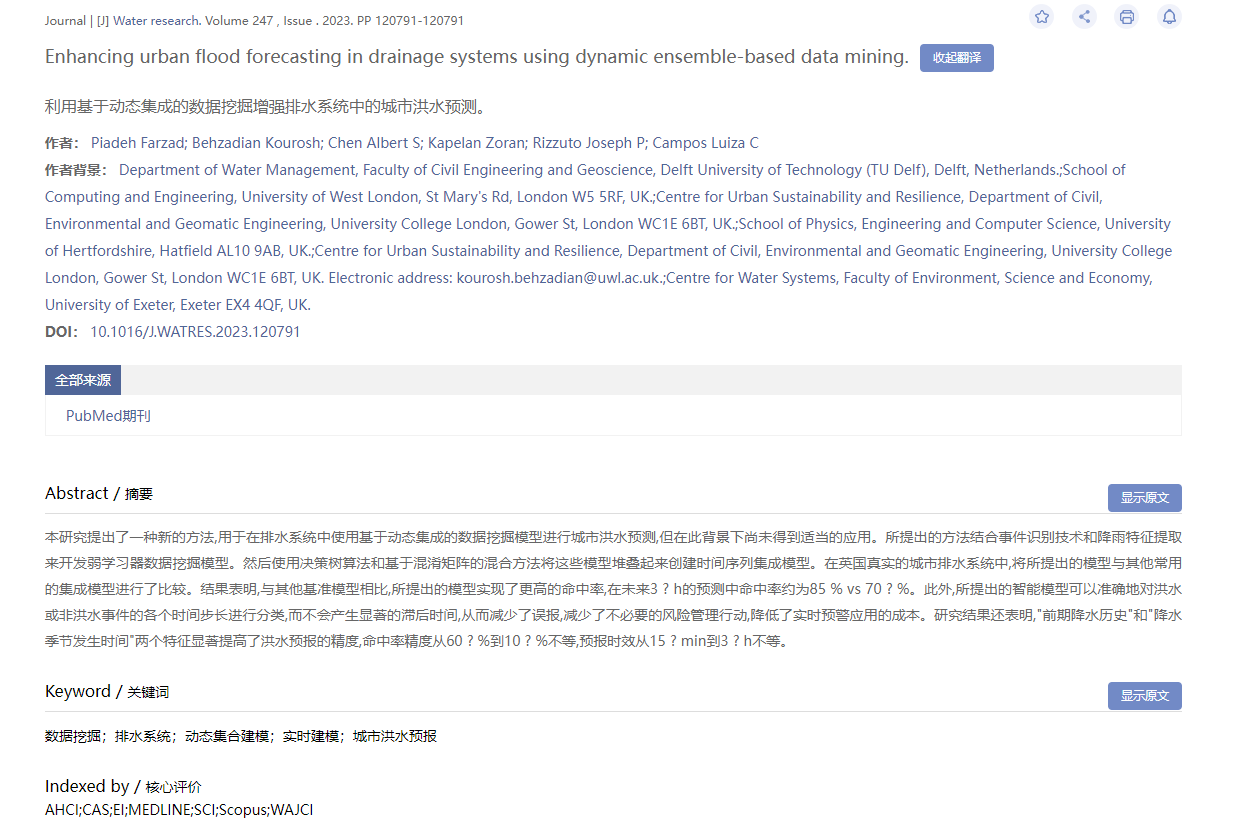 Journal | [J] Water research. Volume 247 , Issue . 2023. PP 120791-120791
Enhancing urban flood forecasting in drainage systems using dynamic ensemble-based data mining. 收起翻译
利用基于动态集成的数据挖掘增强排水系统中的城市洪水预测。
作者： Piadeh Farzad; Behzadian Kourosh; Chen Albert S; Kapelan Zoran; Rizzuto Joseph P; Campos Luiza C
作者背景： Department of Water Management, Faculty of Civil Engineering and Geoscience, Delft University of Technology (TU Delf), Delft, Netherlands.;School of
Computing and Engineering, University of West London, St Mary's Rd, London W5 5RF, UK.;Centre for Urban Sustainability and Resilience, Department of Civil,
Environmental and Geomatic Engineering, University College London, Gower St, London WC1E 6BT, UK.;School of Physics, Engineering and Computer Science, University
of Hertfordshire, Hatfield AL10 9AB, UK.;Centre for Urban Sustainability and Resilience, Department of Civil, Environmental and Geomatic Engineering, University College
London, Gower St, London WC1E 6BT, UK. Electronic address: kourosh.behzadian@uwl.ac.uk.;Centre for Water Systems, Faculty of Environment, Science and Economy,
University of Exeter, Exeter EX4 4QF, UK.
DOI： 10.1016/J.WATRES.2023.120791
全部来源
PubMed期刊
Abstract / 摘要
显示原文
本研究提出了一种新的方法,用于在排水系统中使用基于动态集成的数据挖掘模型进行城市洪水预测,但在此背景下尚未得到适当的应用。所提出的方法结合事件识别技术和降雨特征提取
来开发弱学习器数据挖掘模型。然后使用决策树算法和基于混淆矩阵的混合方法将这些模型堆叠起来创建时间序列集成模型。在英国真实的城市排水系统中,将所提出的模型与其他常用
的集成模型进行了比较。结果表明,与其他基准模型相比,所提出的模型实现了更高的命中率,在未来3？h的预测中命中率约为85 % vs 70？%。此外,所提出的智能模型可以准确地对洪水
或非洪水事件的各个时间步长进行分类,而不会产生显著的滞后时间,从而减少了误报,减少了不必要的风险管理行动,降低了实时预警应用的成本。研究结果还表明,"前期降水历史"和"降水
季节发生时间"两个特征显著提高了洪水预报的精度,命中率精度从60？%到10？%不等,预报时效从15？min到3？h不等。
Keyword / 关键词
显示原文
数据挖掘；排水系统；动态集合建模；实时建模；城市洪水预报
Indexed by / 核心评价
AHCI;CAS;EI;MEDLINE;SCI;Scopus;WAJCI